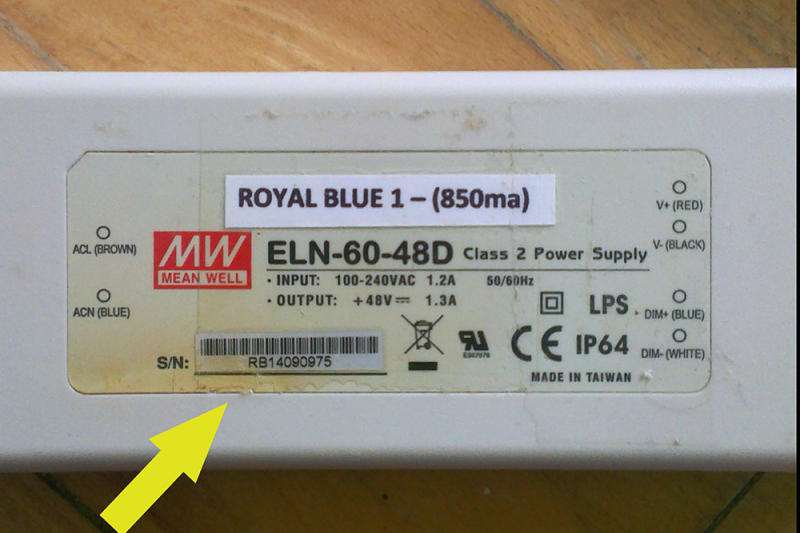 ROYAL BLUE 1 – (850ma)
V+ (RED)
V- (BLACK)
ACL (BROWN)
MW
MEAN WELL
ELN-60-48D Class 2 Power Supply
· INPUT: 100-240VAC 1.2A 50/60Hz
· OUTPUT: +48V⎓ 1.3A
LPS
ACN (BLUE)
DIM+ (BLUE)
CE IP64
DIM- (WHITE)
S/N:
RB14090975
MADE IN TAIWAN